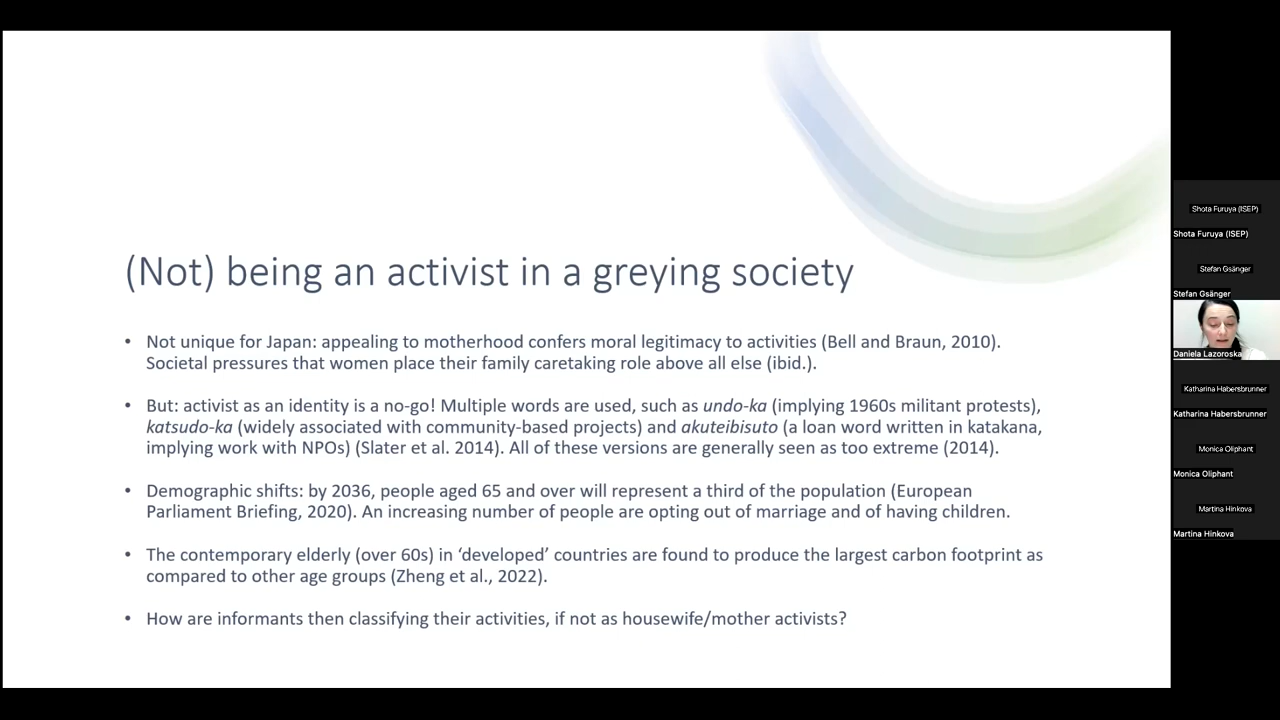 (Not) being an activist in a greying society
• Not unique for Japan: appealing to motherhood confers moral legitimacy to activities (Bell and Braun, 2010).
Societal pressures that women place their family caretaking role above all else (ibid.).
• But: activist as an identity is a no-go! Multiple words are used, such as undo-ka (implying 1960s militant protests),
katsudo-ka (widely associated with community-based projects) and akuteibisuto (a loan word written in katakana,
implying work with NPOs) (Slater et al. 2014). All of these versions are generally seen as too extreme (2014).
• Demographic shifts: by 2036, people aged 65 and over will represent a third of the population (European
Parliament Briefing, 2020). An increasing number of people are opting out of marriage and of having children.
• The contemporary elderly (over 60s) in ‘developed’ countries are found to produce the largest carbon footprint as
compared to other age groups (Zheng et al., 2022).
• How are informants then classifying their activities, if not as housewife/mother activists?
Shota Furuya (ISEP)
Shota Furuya (ISEP)
Stefan Gsänger
Stefan Gsänger
Daniela Lazoroska
Katharina Habersbrunner
Katharina Habersbrunner
Monica Oliphant
Monica Oliphant
Martina Hinkova
Martina Hinkova